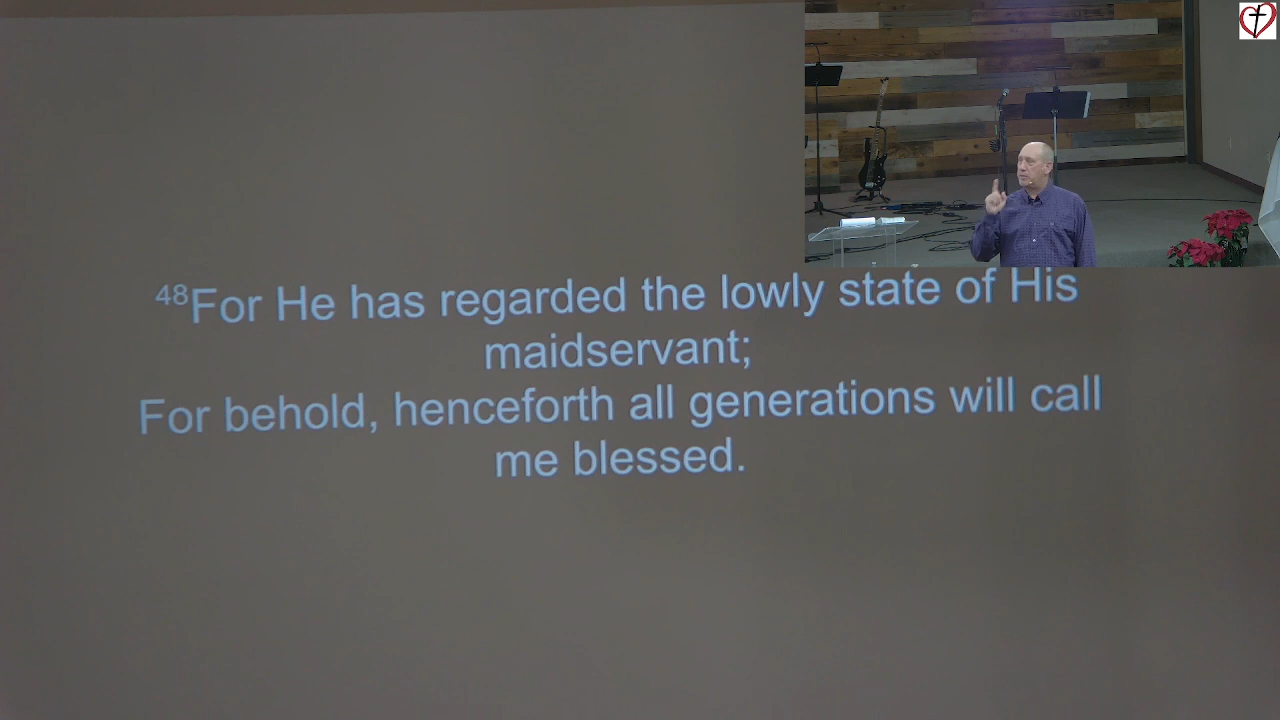 48For He has regarded the lowly state of His
maidservant;
For behold, henceforth all generations will call
me blessed.